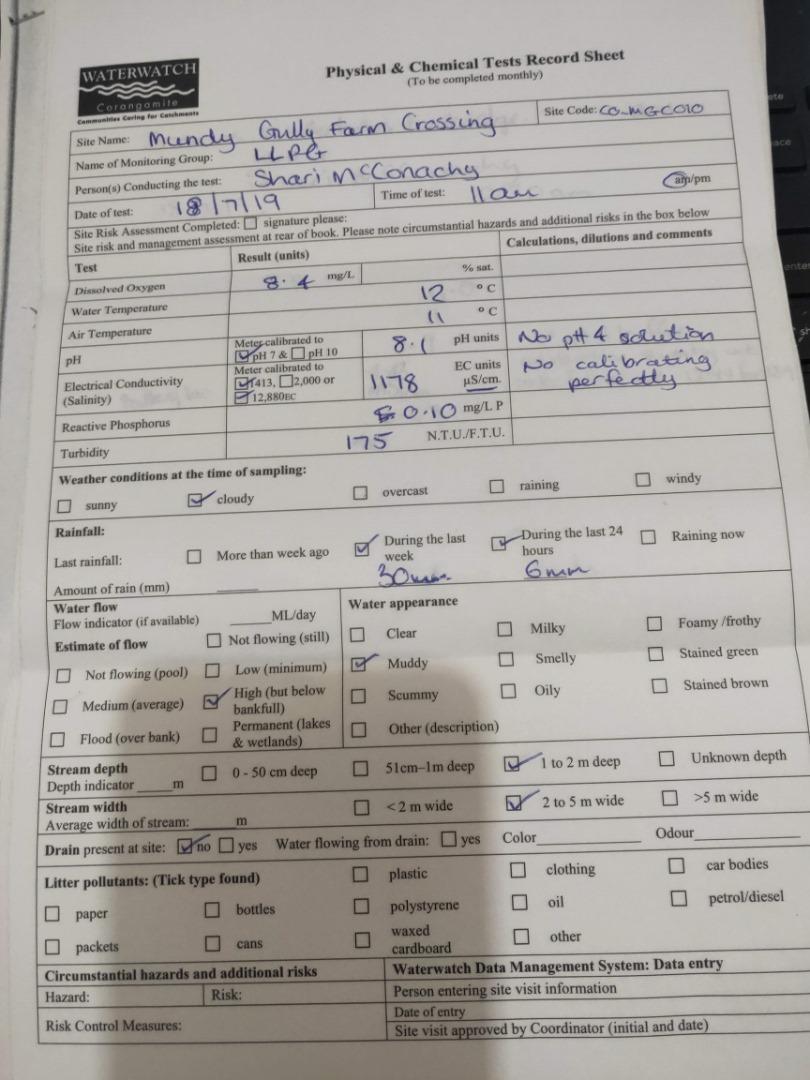 WATERWATCH
Corangamite
Communities Caring for Catchments
Physical & Chemical Tests Record Sheet
(To be completed monthly)
Site Name: Mundy Gully Farm Crossing Site Code: CO_MGC010
Name of Monitoring Group: LLPG
Person(s) Conducting the test: Shari McConachy
Date of test: 18/7/19 Time of test: 11am am/pm
Site Risk Assessment Completed: ☐ signature please:
Site risk and management assessment at rear of book. Please note circumstantial hazards and additional risks in the box below
Test Result (units) Calculations, dilutions and comments
Dissolved Oxygen 8.4 mg/L % sat.
Water Temperature 12 °C
Air Temperature 11 °C
pH Meter calibrated to ☑ pH 7 & ☐ pH 10 8.1 pH units No pH 4 solution
Electrical Conductivity (Salinity) Meter calibrated to ☑ 1413, ☐ 2,000 or ☑ 12,880EC 1178 EC units µS/cm. No calibrating perfectly
Reactive Phosphorus 0.10 mg/L P
Turbidity 175 N.T.U./F.T.U.
Weather conditions at the time of sampling:
☐ sunny ☑ cloudy ☐ overcast ☐ raining ☐ windy
Rainfall:
Last rainfall: ☐ More than week ago ☑ During the last week ☑ During the last 24 hours ☐ Raining now
Amount of rain (mm) 30mm 6mm
Water flow
Flow indicator (if available) ML/day
Estimate of flow ☐ Not flowing (still)
☐ Not flowing (pool) ☐ Low (minimum)
☐ Medium (average) ☑ High (but below bankfull)
☐ Flood (over bank) ☐ Permanent (lakes & wetlands)
Water appearance
☐ Clear ☐ Milky ☐ Foamy /frothy
☑ Muddy ☐ Smelly ☐ Stained green
☐ Scummy ☐ Oily ☐ Stained brown
☐ Other (description)
Stream depth
Depth indicator ______m ☐ 0 - 50 cm deep ☐ 51cm–1m deep ☑ 1 to 2 m deep ☐ Unknown depth
Stream width
Average width of stream: ______m ☐ < 2 m wide ☑ 2 to 5 m wide ☐ >5 m wide
Drain present at site: ☑ no ☐ yes Water flowing from drain: ☐ yes Color Odour
Litter pollutants: (Tick type found) ☐ plastic ☐ clothing ☐ car bodies
☐ paper ☐ bottles ☐ polystyrene ☐ oil ☐ petrol/diesel
☐ packets ☐ cans ☐ waxed cardboard ☐ other
Circumstantial hazards and additional risks
Hazard: Risk:
Risk Control Measures:
Waterwatch Data Management System: Data entry
Person entering site visit information
Date of entry
Site visit approved by Coordinator (initial and date)